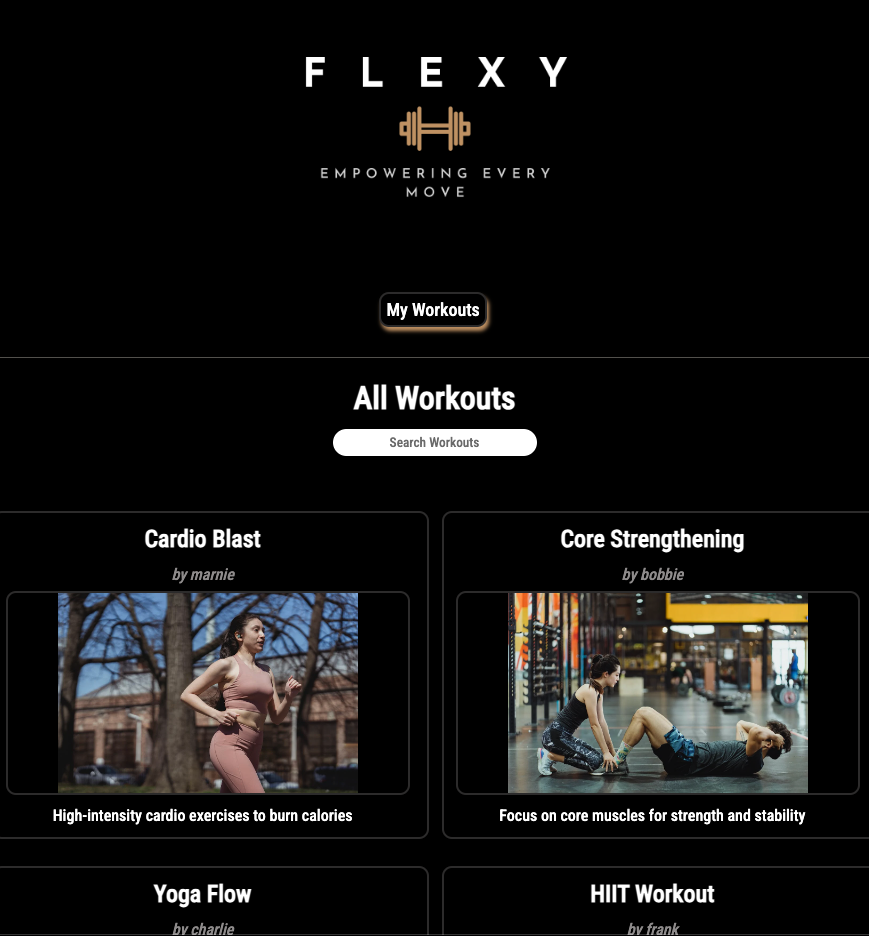 FLEXY
EMPOWERING EVERY
MOVE
My Workouts
All Workouts
Search Workouts
Cardio Blast
by marnie
High-intensity cardio exercises to burn calories
Core Strengthening
by bobbie
Focus on core muscles for strength and stability
Yoga Flow
by charlie
HIIT Workout
by frank